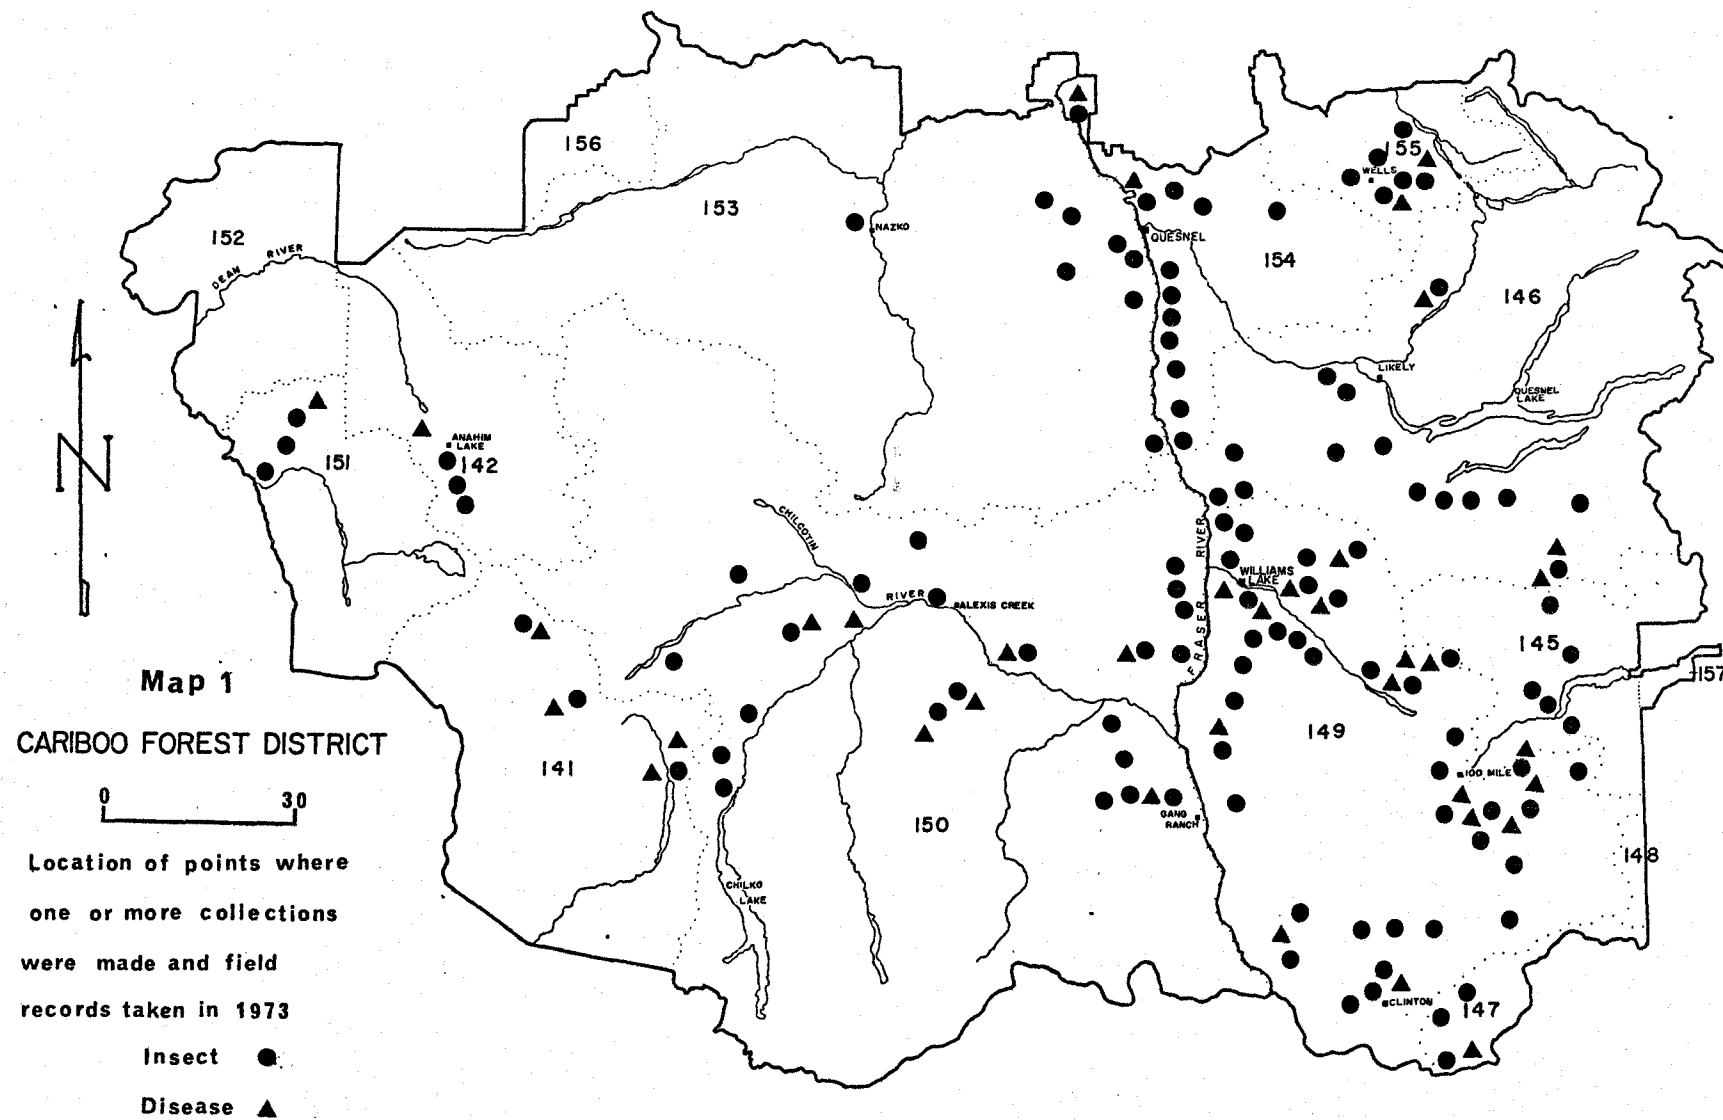 156
155
WELLS
153
152
NAZKO
DEAN RIVER
QUESNEL
154
146
LIKELY
QUESNEL
LAKE
N
ANAHIM
LAKE
151
142
CHILCOTIN
RIVER
FRASER RIVER
WILLIAMS
LAKE
ALEXIS CREEK
145
157
Map 1
CARIBOO FOREST DISTRICT
0 30
141
149
100 MILE
GANG
RANCH
150
148
CHILKO
LAKE
Location of points where
one or more collections
were made and field
records taken in 1973
Insect
Disease
CLINTON
147